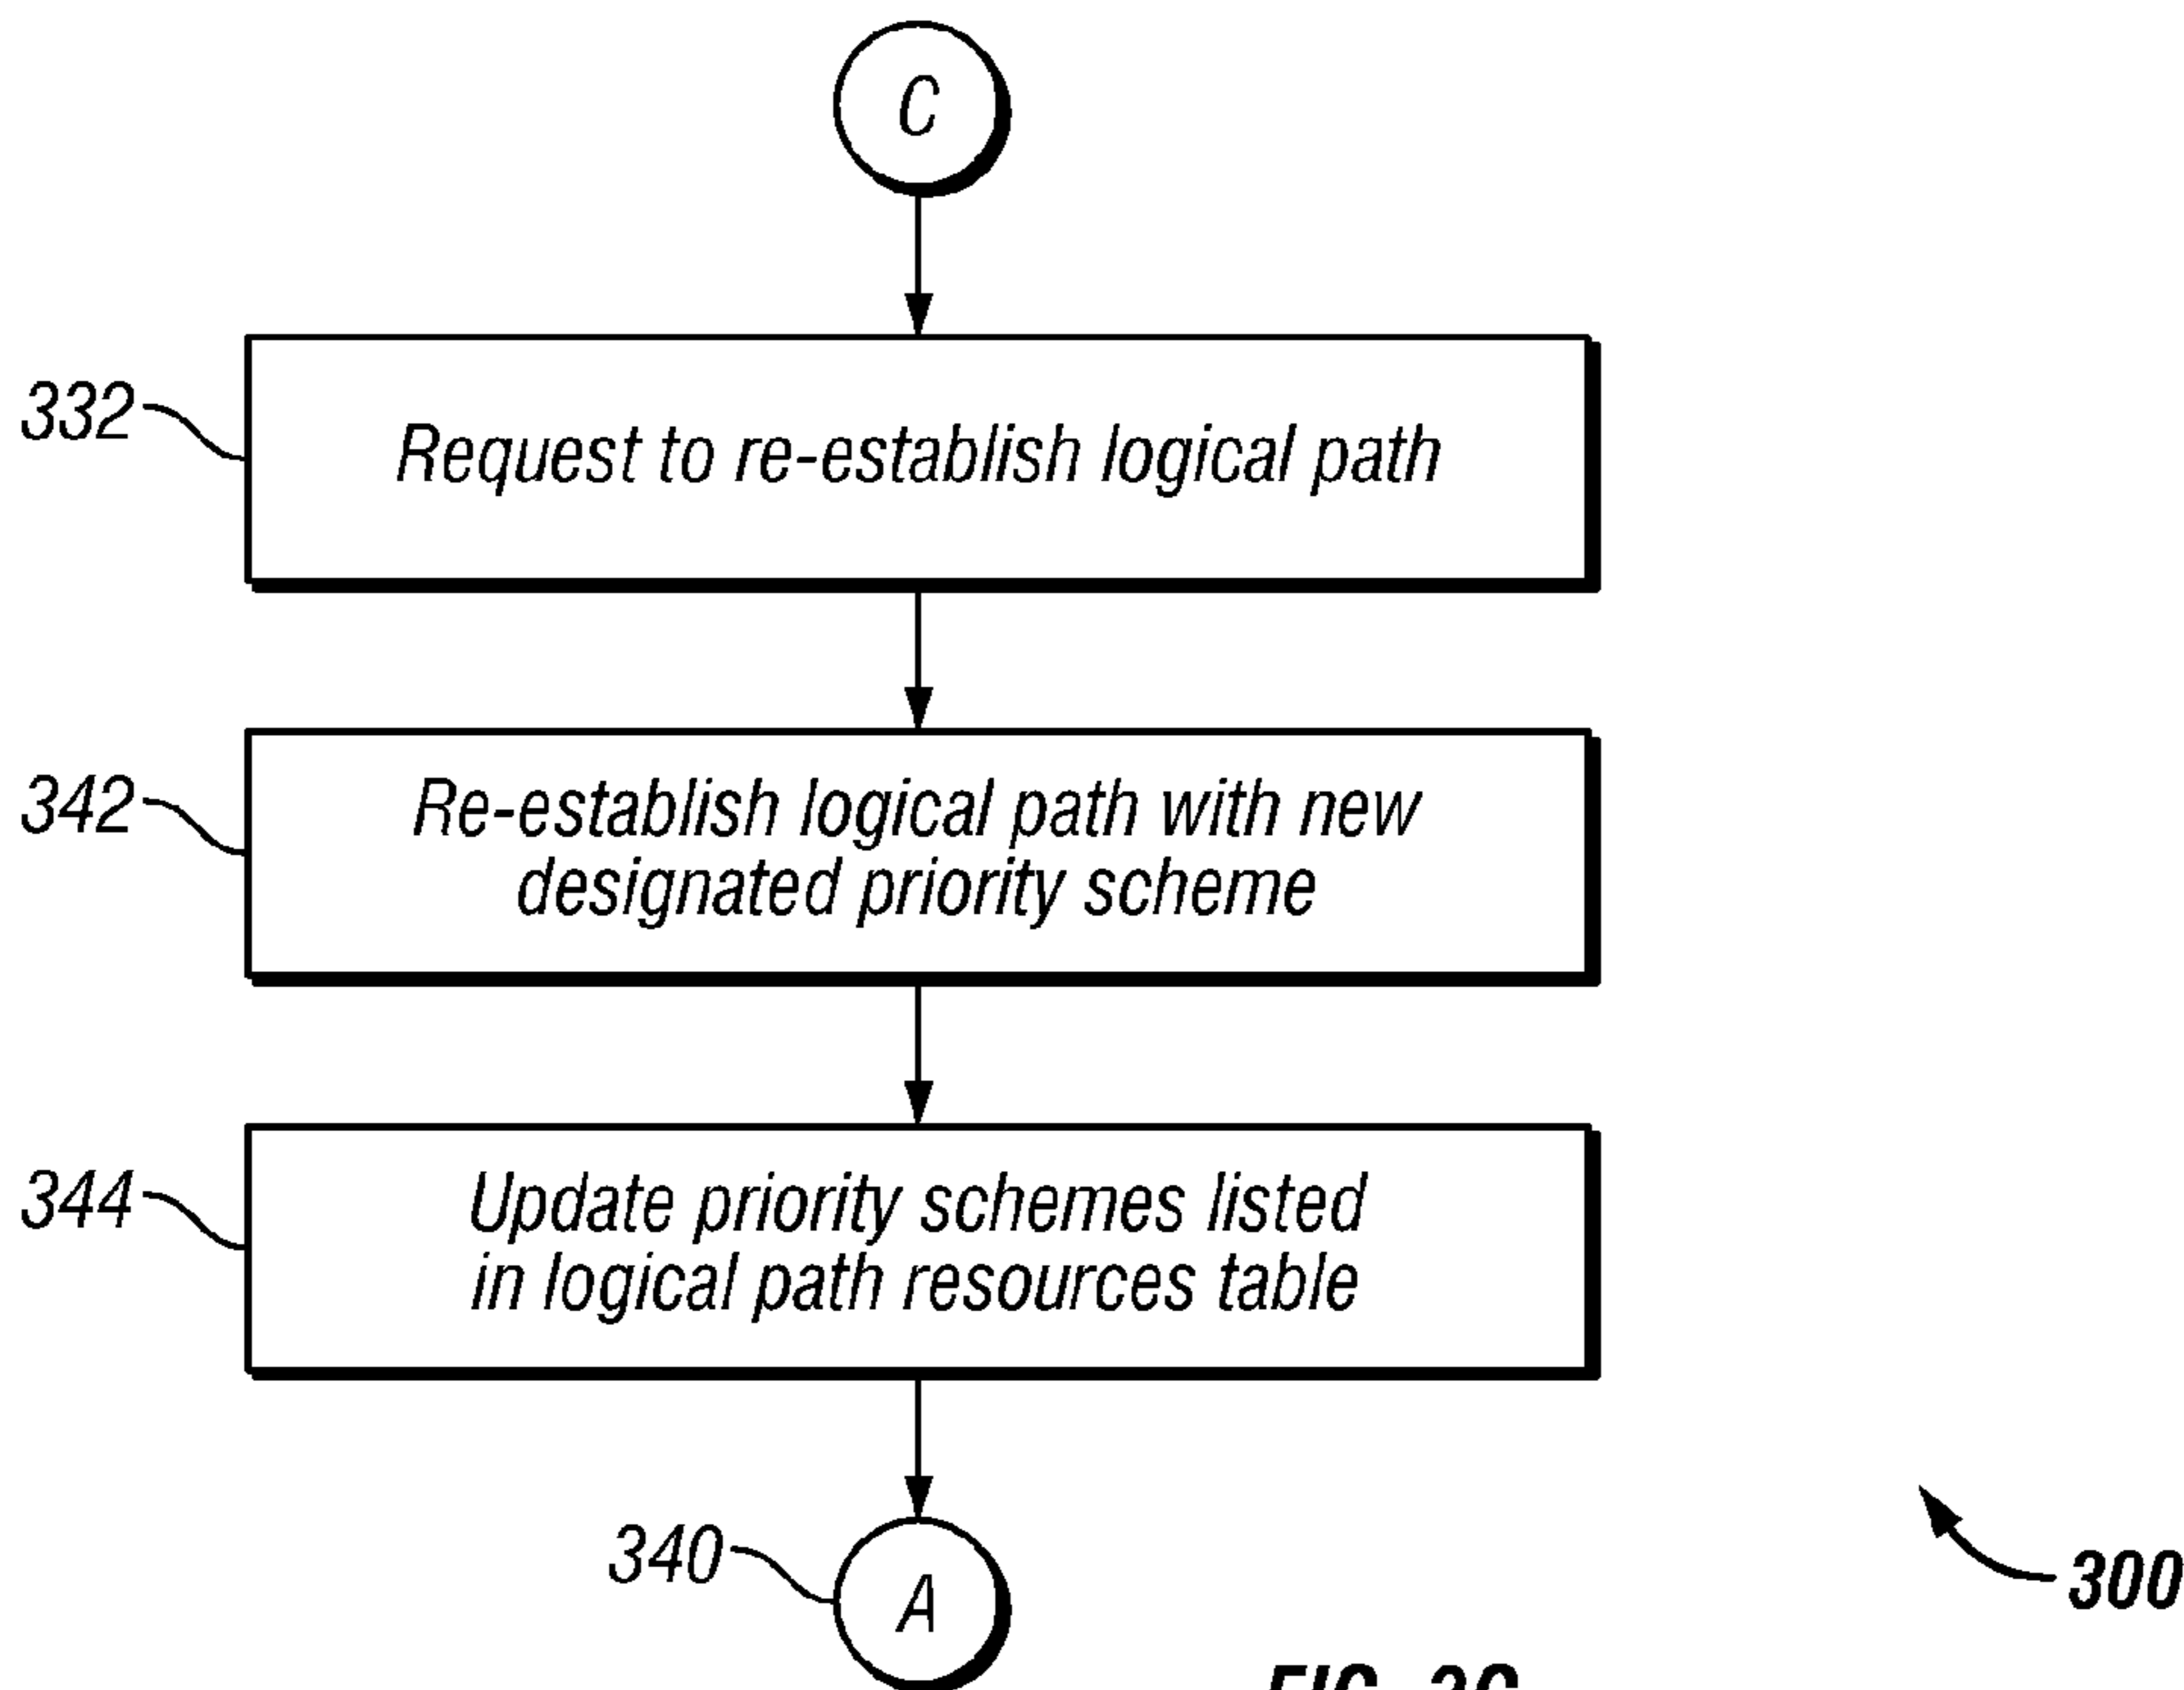 C
332
Request to re-establish logical path
342
Re-establish logical path with new
designated priority scheme
344
Update priority schemes listed
in logical path resources table
340
A
300